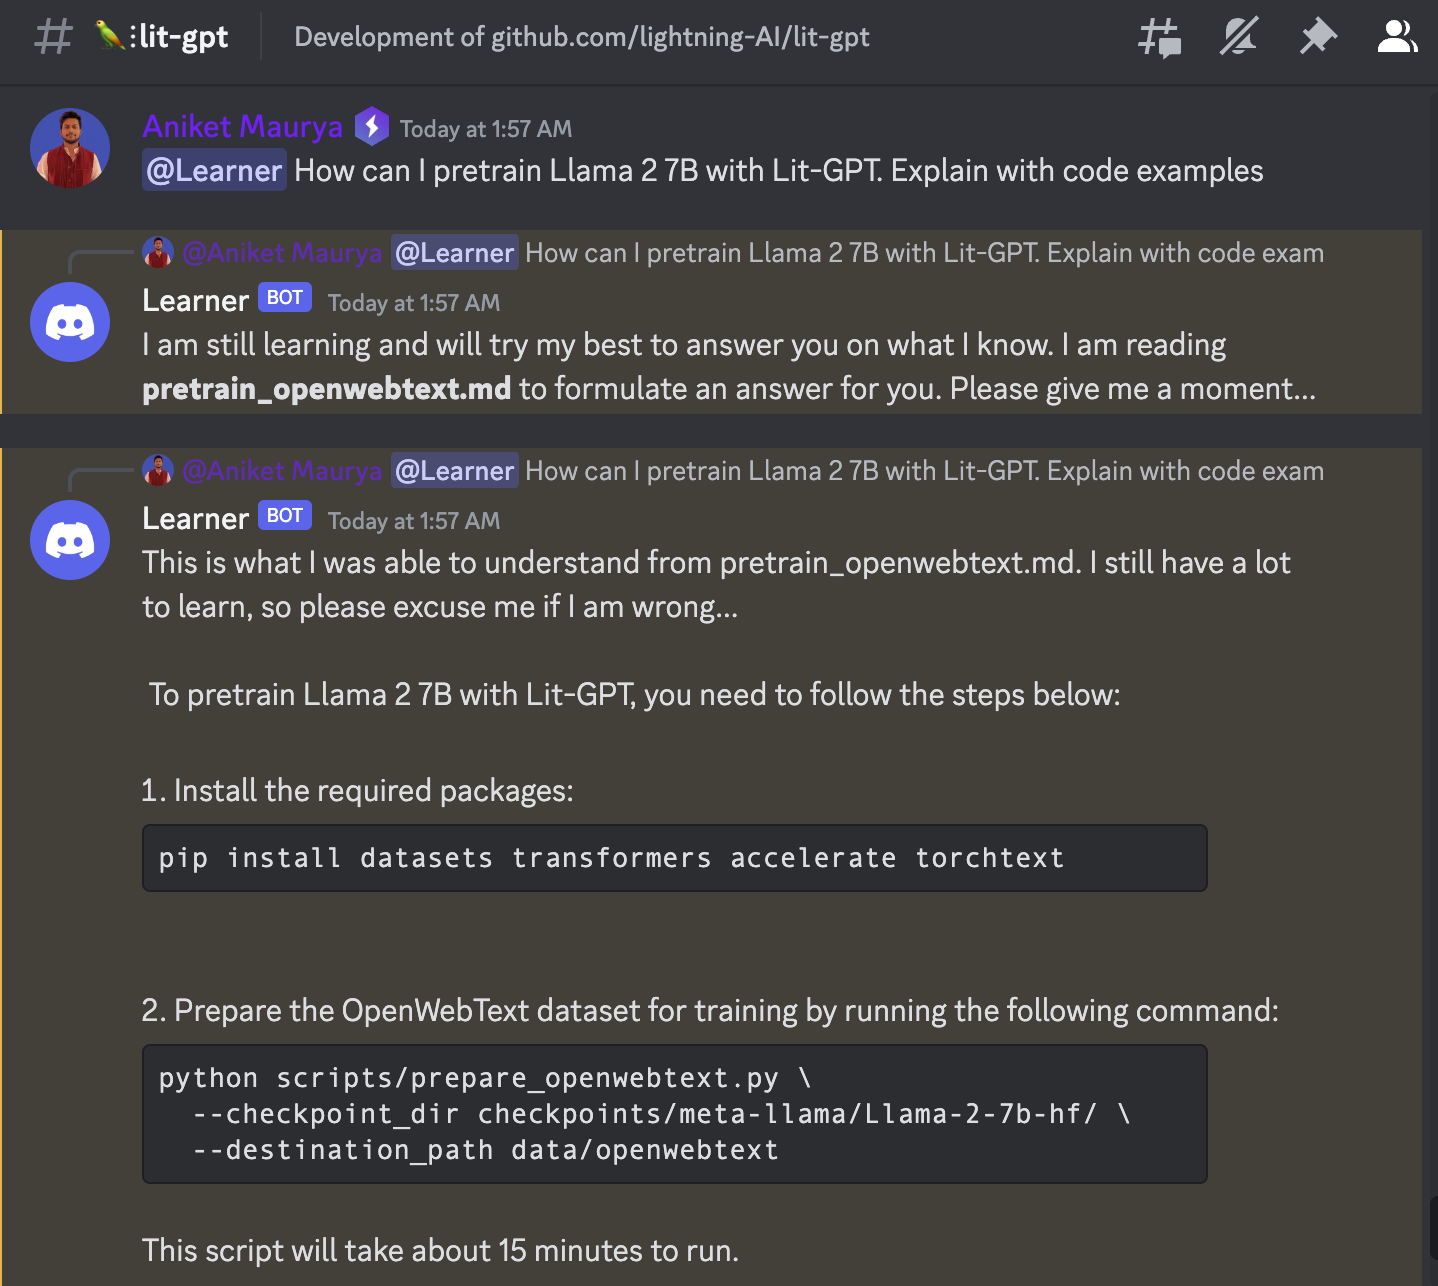 lit-gpt
Development of github.com/lightning-AI/lit-gpt
Aniket Maurya Today at 1:57 AM
@Learner How can I pretrain Llama 2 7B with Lit-GPT. Explain with code examples
@Aniket Maurya @Learner How can I pretrain Llama 2 7B with Lit-GPT. Explain with code exam
Learner BOT Today at 1:57 AM
I am still learning and will try my best to answer you on what I know. I am reading
pretrain_openwebtext.md to formulate an answer for you. Please give me a moment...
@Aniket Maurya @Learner How can I pretrain Llama 2 7B with Lit-GPT. Explain with code exam
Learner BOT Today at 1:57 AM
This is what I was able to understand from pretrain_openwebtext.md. I still have a lot
to learn, so please excuse me if I am wrong...
To pretrain Llama 2 7B with Lit-GPT, you need to follow the steps below:
1. Install the required packages:
pip install datasets transformers accelerate torchtext
2. Prepare the OpenWebText dataset for training by running the following command:
python scripts/prepare_openwebtext.py \
--checkpoint_dir checkpoints/meta-llama/Llama-2-7b-hf/ \
--destination_path data/openwebtext
This script will take about 15 minutes to run.